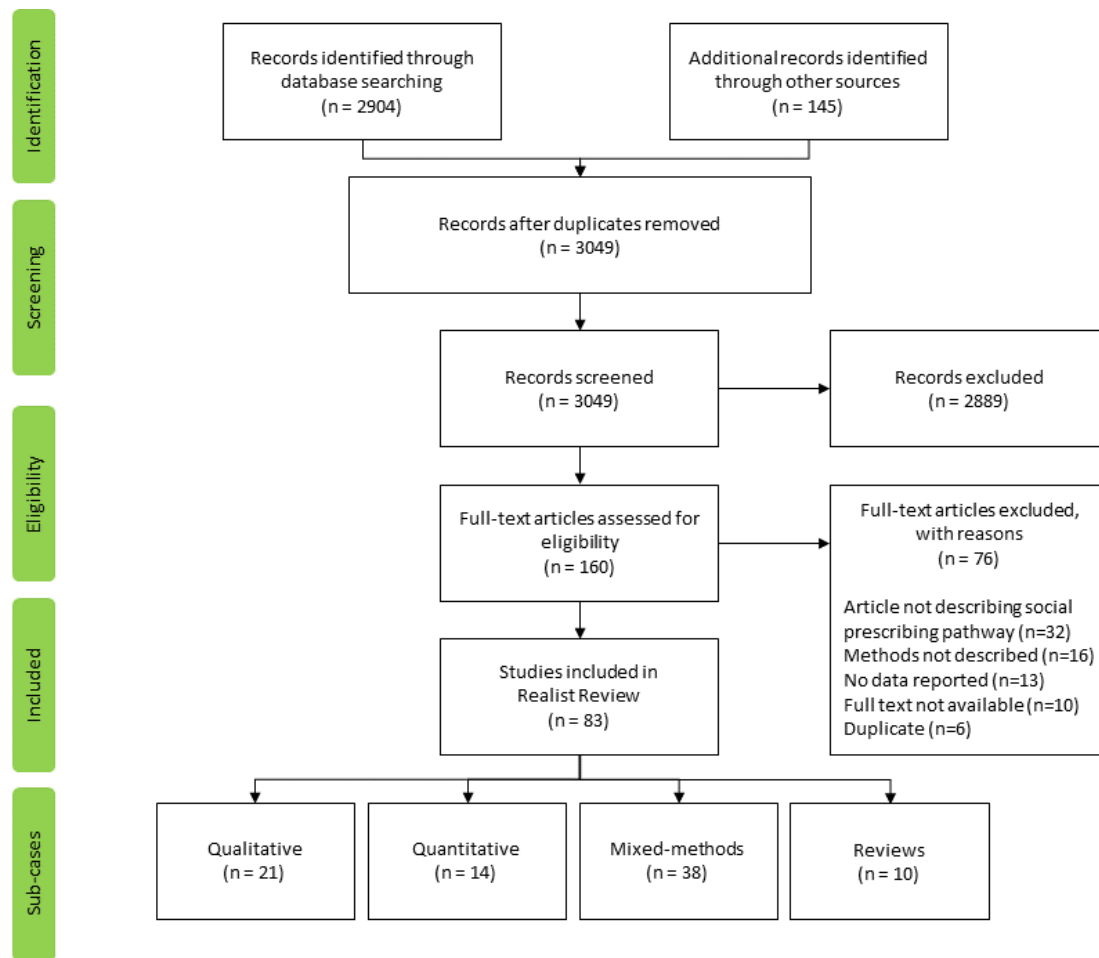 Identification
Records identified through
database searching
(n = 2904)
Additional records identified
through other sources
(n = 145)
Screening
Records after duplicates removed
(n = 3049)
Records screened
(n = 3049)
Records excluded
(n = 2889)
Eligibility
Full-text articles assessed for
eligibility
(n = 160)
Full-text articles excluded,
with reasons
(n = 76)
Article not describing social
prescribing pathway (n=32)
Methods not described (n=16)
No data reported (n=13)
Full text not available (n=10)
Duplicate (n=6)
Included
Studies included in
Realist Review
(n = 83)
Sub-cases
Qualitative
(n = 21)
Quantitative
(n = 14)
Mixed-methods
(n = 38)
Reviews
(n = 10)